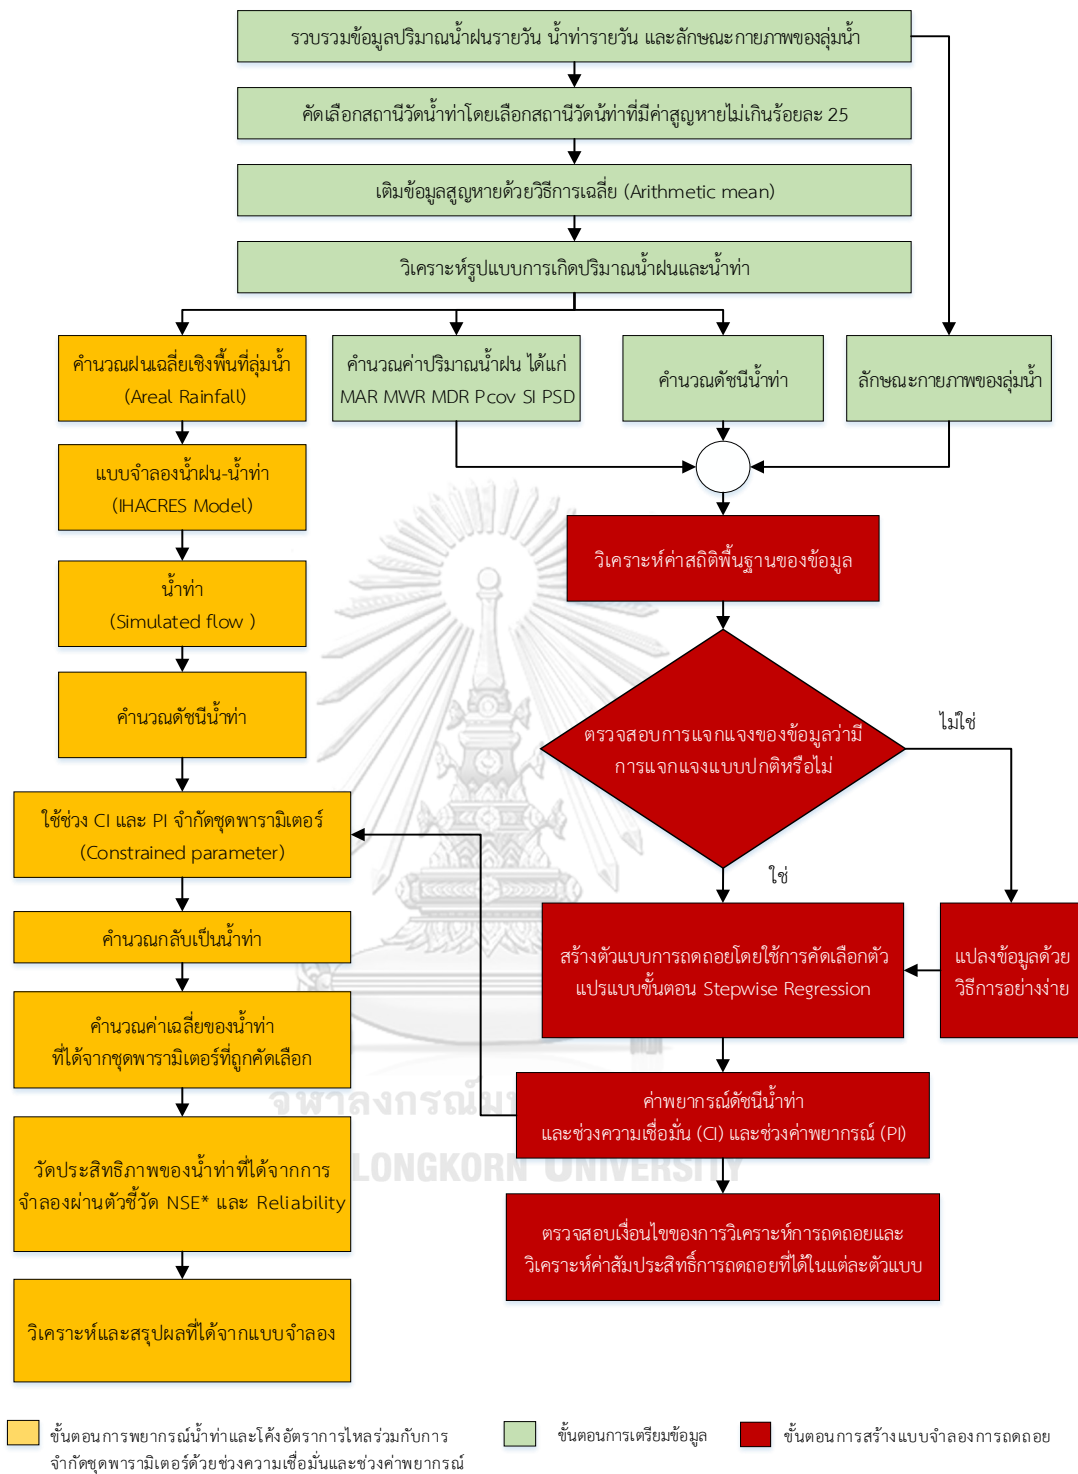 รวบรวมข้อมูลปริมาณน้ำฝนรายวัน น้ำท่ารายวัน และลักษณะกายภาพของลุ่มน้ำ
คัดเลือกสถานีวัดน้ำท่าโดยเลือกสถานีวัดน้ท่าที่มีค่าสูญหายไม่เกินร้อยละ 25
เติมข้อมูลสูญหายด้วยวิธีการเฉลี่ย (Arithmetic mean)
วิเคราะห์รูปแบบการเกิดปริมาณน้ำฝนและน้ำท่า
คำนวณฝนเฉลี่ยเชิงพื้นที่ลุ่มน้ำ
(Areal Rainfall)
คำนวณค่าปริมาณน้ำฝน ได้แก่
MAR MWR MDR Pcov SI PSD
คำนวณดัชนีน้ำท่า
ลักษณะกายภาพของลุ่มน้ำ
แบบจำลองน้ำฝน-น้ำท่า
(IHACRES Model)
น้ำท่า
(Simulated flow )
คำนวณดัชนีน้ำท่า
ใช้ช่วง CI และ PI จำกัดชุดพารามิเตอร์
(Constrained parameter)
คำนวณกลับเป็นน้ำท่า
คำนวณค่าเฉลี่ยของน้ำท่า
ที่ได้จากชุดพารามิเตอร์ที่ถูกคัดเลือก
วัดประสิทธิภาพของน้ำท่าที่ได้จากการ
จำลองผ่านตัวชี้วัด NSE* และ Reliability
วิเคราะห์และสรุปผลที่ได้จากแบบจำลอง
วิเคราะห์ค่าสถิติพื้นฐานของข้อมูล
ตรวจสอบการแจกแจงของข้อมูลว่ามี
การแจกแจงแบบปกติหรือไม่
ไม่ใช่
ใช่
สร้างตัวแบบการถดถอยโดยใช้การคัดเลือกตัว
แปรแบบขั้นตอน Stepwise Regression
แปลงข้อมูลด้วย
วิธีการอย่างง่าย
ค่าพยากรณ์ดัชนีน้ำท่า
และช่วงความเชื่อมั่น (CI) และช่วงค่าพยากรณ์ (PI)
จุฬาลงกรณ์ม
LONGKORN UNIVERSITY
ตรวจสอบเงื่อนไขของการวิเคราะห์การถดถอยและ
วิเคราะห์ค่าสัมประสิทธิ์การถดถอยที่ได้ในแต่ละตัวแบบ
ขั้นตอนการพยากรณ์น้ำท่าและโค้งอัตราการไหลร่วมกับการ
จำกัดชุดพารามิเตอร์ด้วยช่วงความเชื่อมั่นและช่วงค่าพยากรณ์
ขั้นตอนการเตรียมข้อมูล
ขั้นตอนการสร้างแบบจำลองการถดถอย